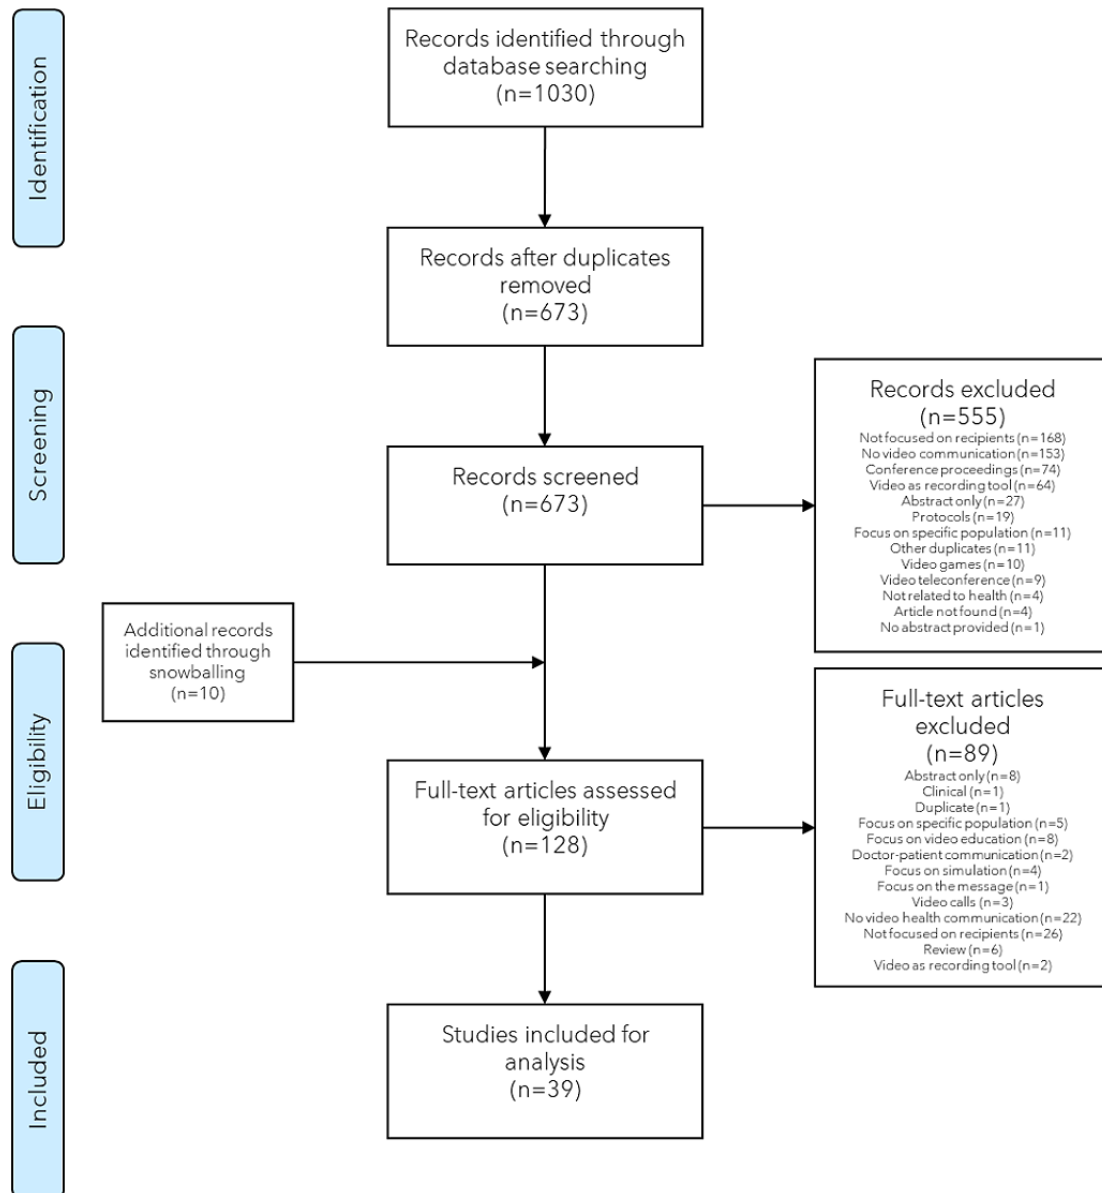 Identification
Records identified through
database searching
(n=1030)
Records after duplicates
removed
(n=673)
Screening
Records screened
(n=673)
Records excluded
(n=555)
Not focused on recipients (n=168)
No video communication (n=153)
Conference proceedings (n=74)
Video as recording tool (n=64)
Abstract only (n=27)
Protocols (n=19)
Focus on specific population (n=11)
Other duplicates (n=11)
Video games (n=10)
Video teleconference (n=9)
Not related to health (n=4)
Article not found (n=4)
No abstract provided (n=1)
Additional records
identified through
snowballing
(n=10)
Eligibility
Full-text articles assessed
for eligibility
(n=128)
Full-text articles
excluded
(n=89)
Abstract only (n=8)
Clinical (n=1)
Duplicate (n=1)
Focus on specific population (n=5)
Focus on video education (n=8)
Doctor-patient communication (n=2)
Focus on simulation (n=4)
Focus on the message (n=1)
Video calls (n=3)
No video health communication (n=22)
Not focused on recipients (n=26)
Review (n=6)
Video as recording tool (n=2)
Included
Studies included for
analysis
(n=39)